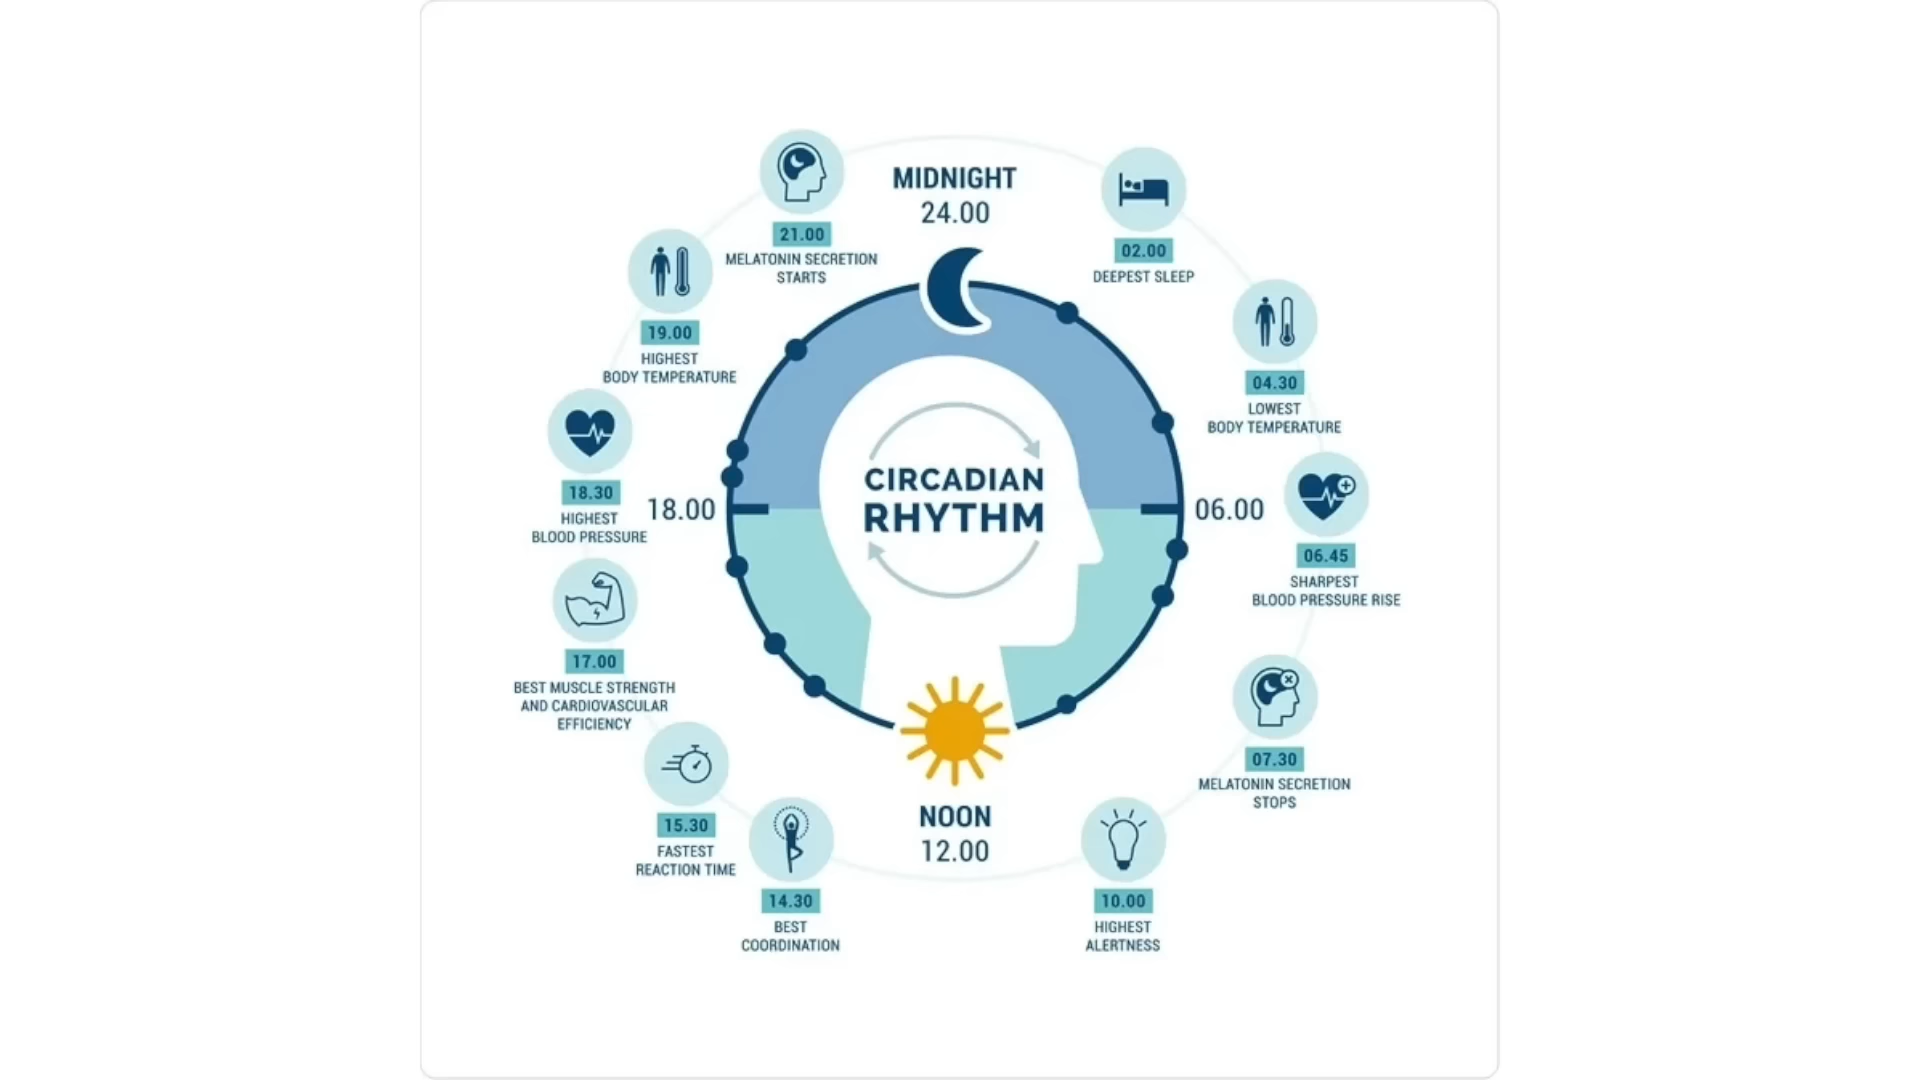 MIDNIGHT
24.00
21.00
MELATONIN SECRETION
STARTS
02.00
DEEPEST SLEEP
19.00
HIGHEST
BODY TEMPERATURE
04.30
LOWEST
BODY TEMPERATURE
18.30
HIGHEST
BLOOD PRESSURE
18.00
CIRCADIAN
RHYTHM
06.00
06.45
SHARPEST
BLOOD PRESSURE RISE
17.00
BEST MUSCLE STRENGTH
AND CARDIOVASCULAR
EFFICIENCY
07.30
MELATONIN SECRETION
STOPS
15.30
FASTEST
REACTION TIME
NOON
12.00
14.30
BEST
COORDINATION
10.00
HIGHEST
ALERTNESS